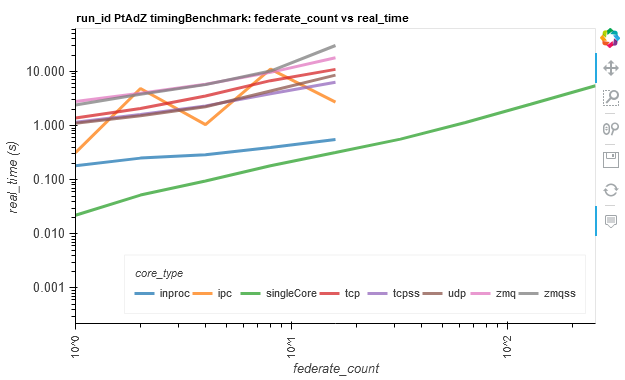 run_id PtAdZ timingBenchmark: federate_count vs real_time
real_time (s)
10.000
1.000
0.100
0.010
0.001
core_type
inproc ipc singleCore tcp tcpss udp zmq zmqss
10^0 10^1 10^2
federate_count